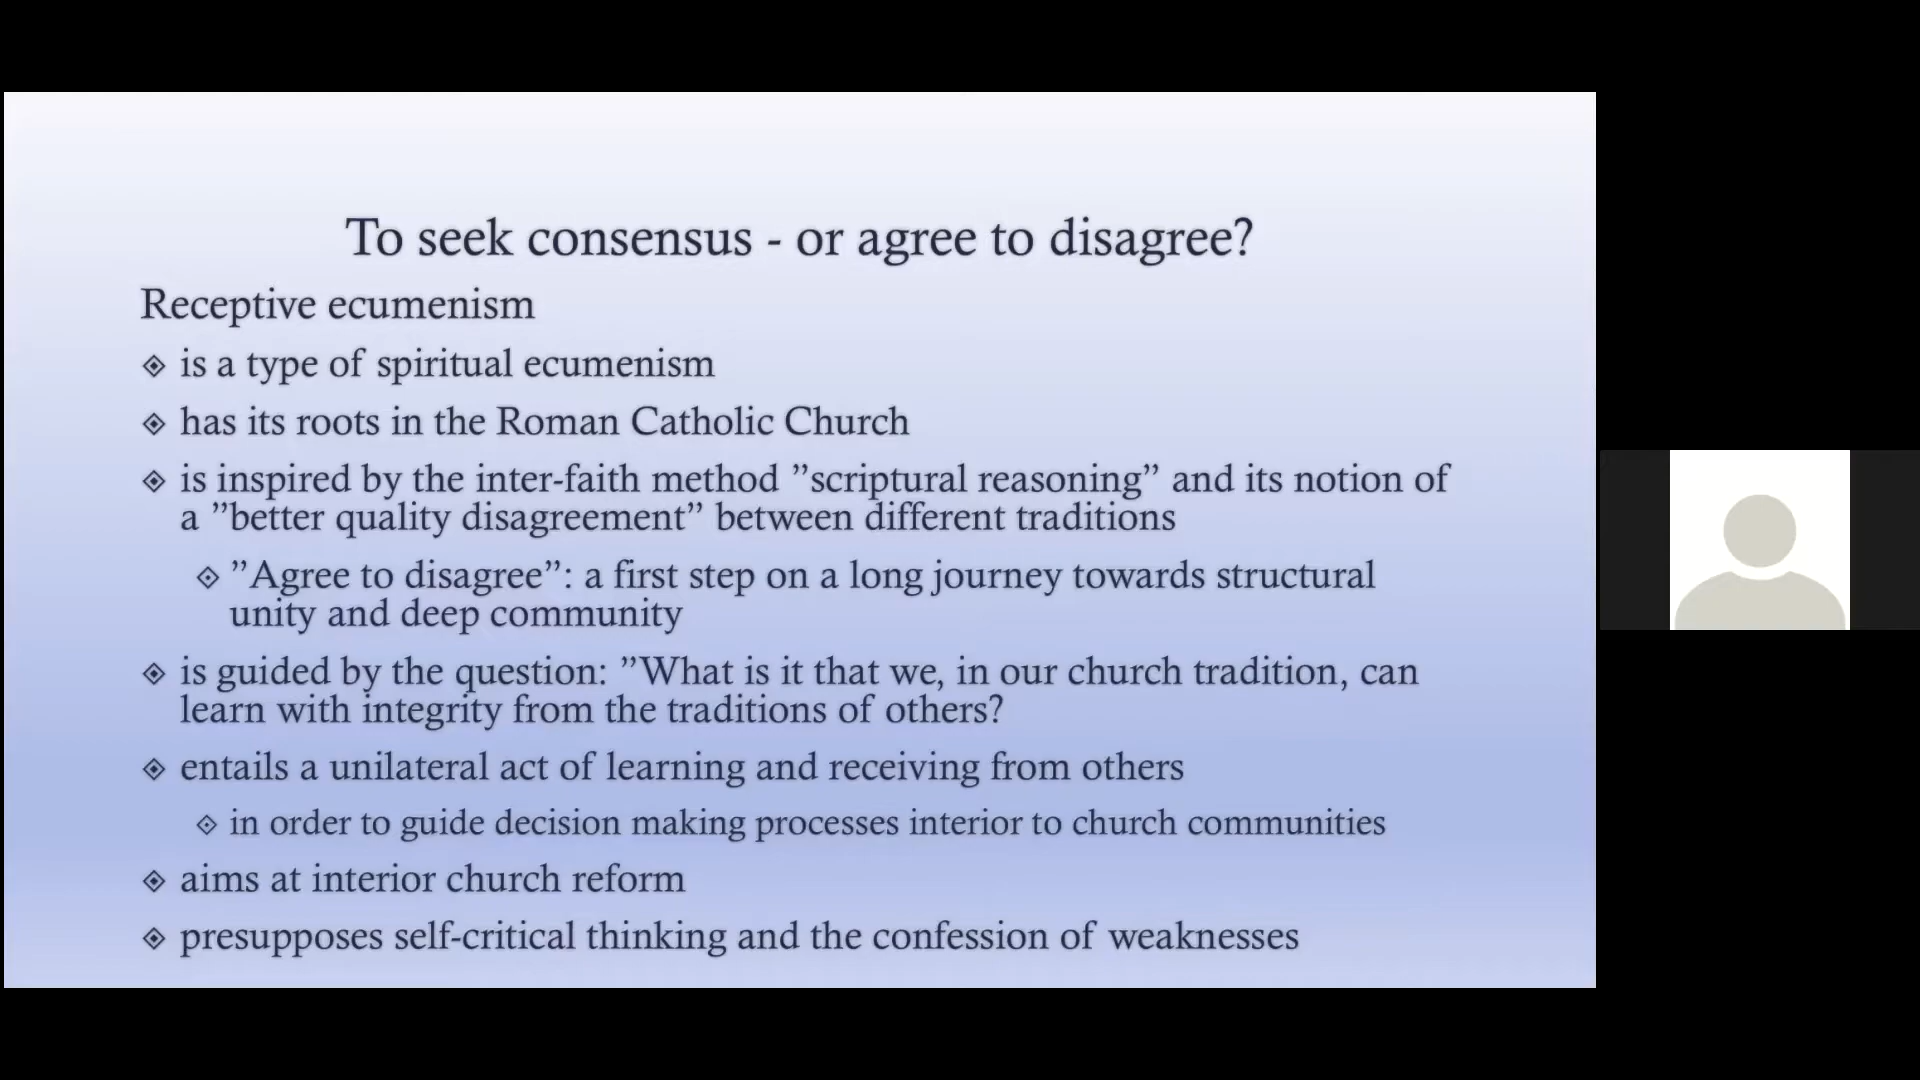 To seek consensus - or agree to disagree?
Receptive ecumenism
is a type of spiritual ecumenism
has its roots in the Roman Catholic Church
is inspired by the inter-faith method ”scriptural reasoning” and its notion of
a ”better quality disagreement” between different traditions
”Agree to disagree”: a first step on a long journey towards structural
unity and deep community
is guided by the question: ”What is it that we, in our church tradition, can
learn with integrity from the traditions of others?
entails a unilateral act of learning and receiving from others
in order to guide decision making processes interior to church communities
aims at interior church reform
presupposes self-critical thinking and the confession of weaknesses